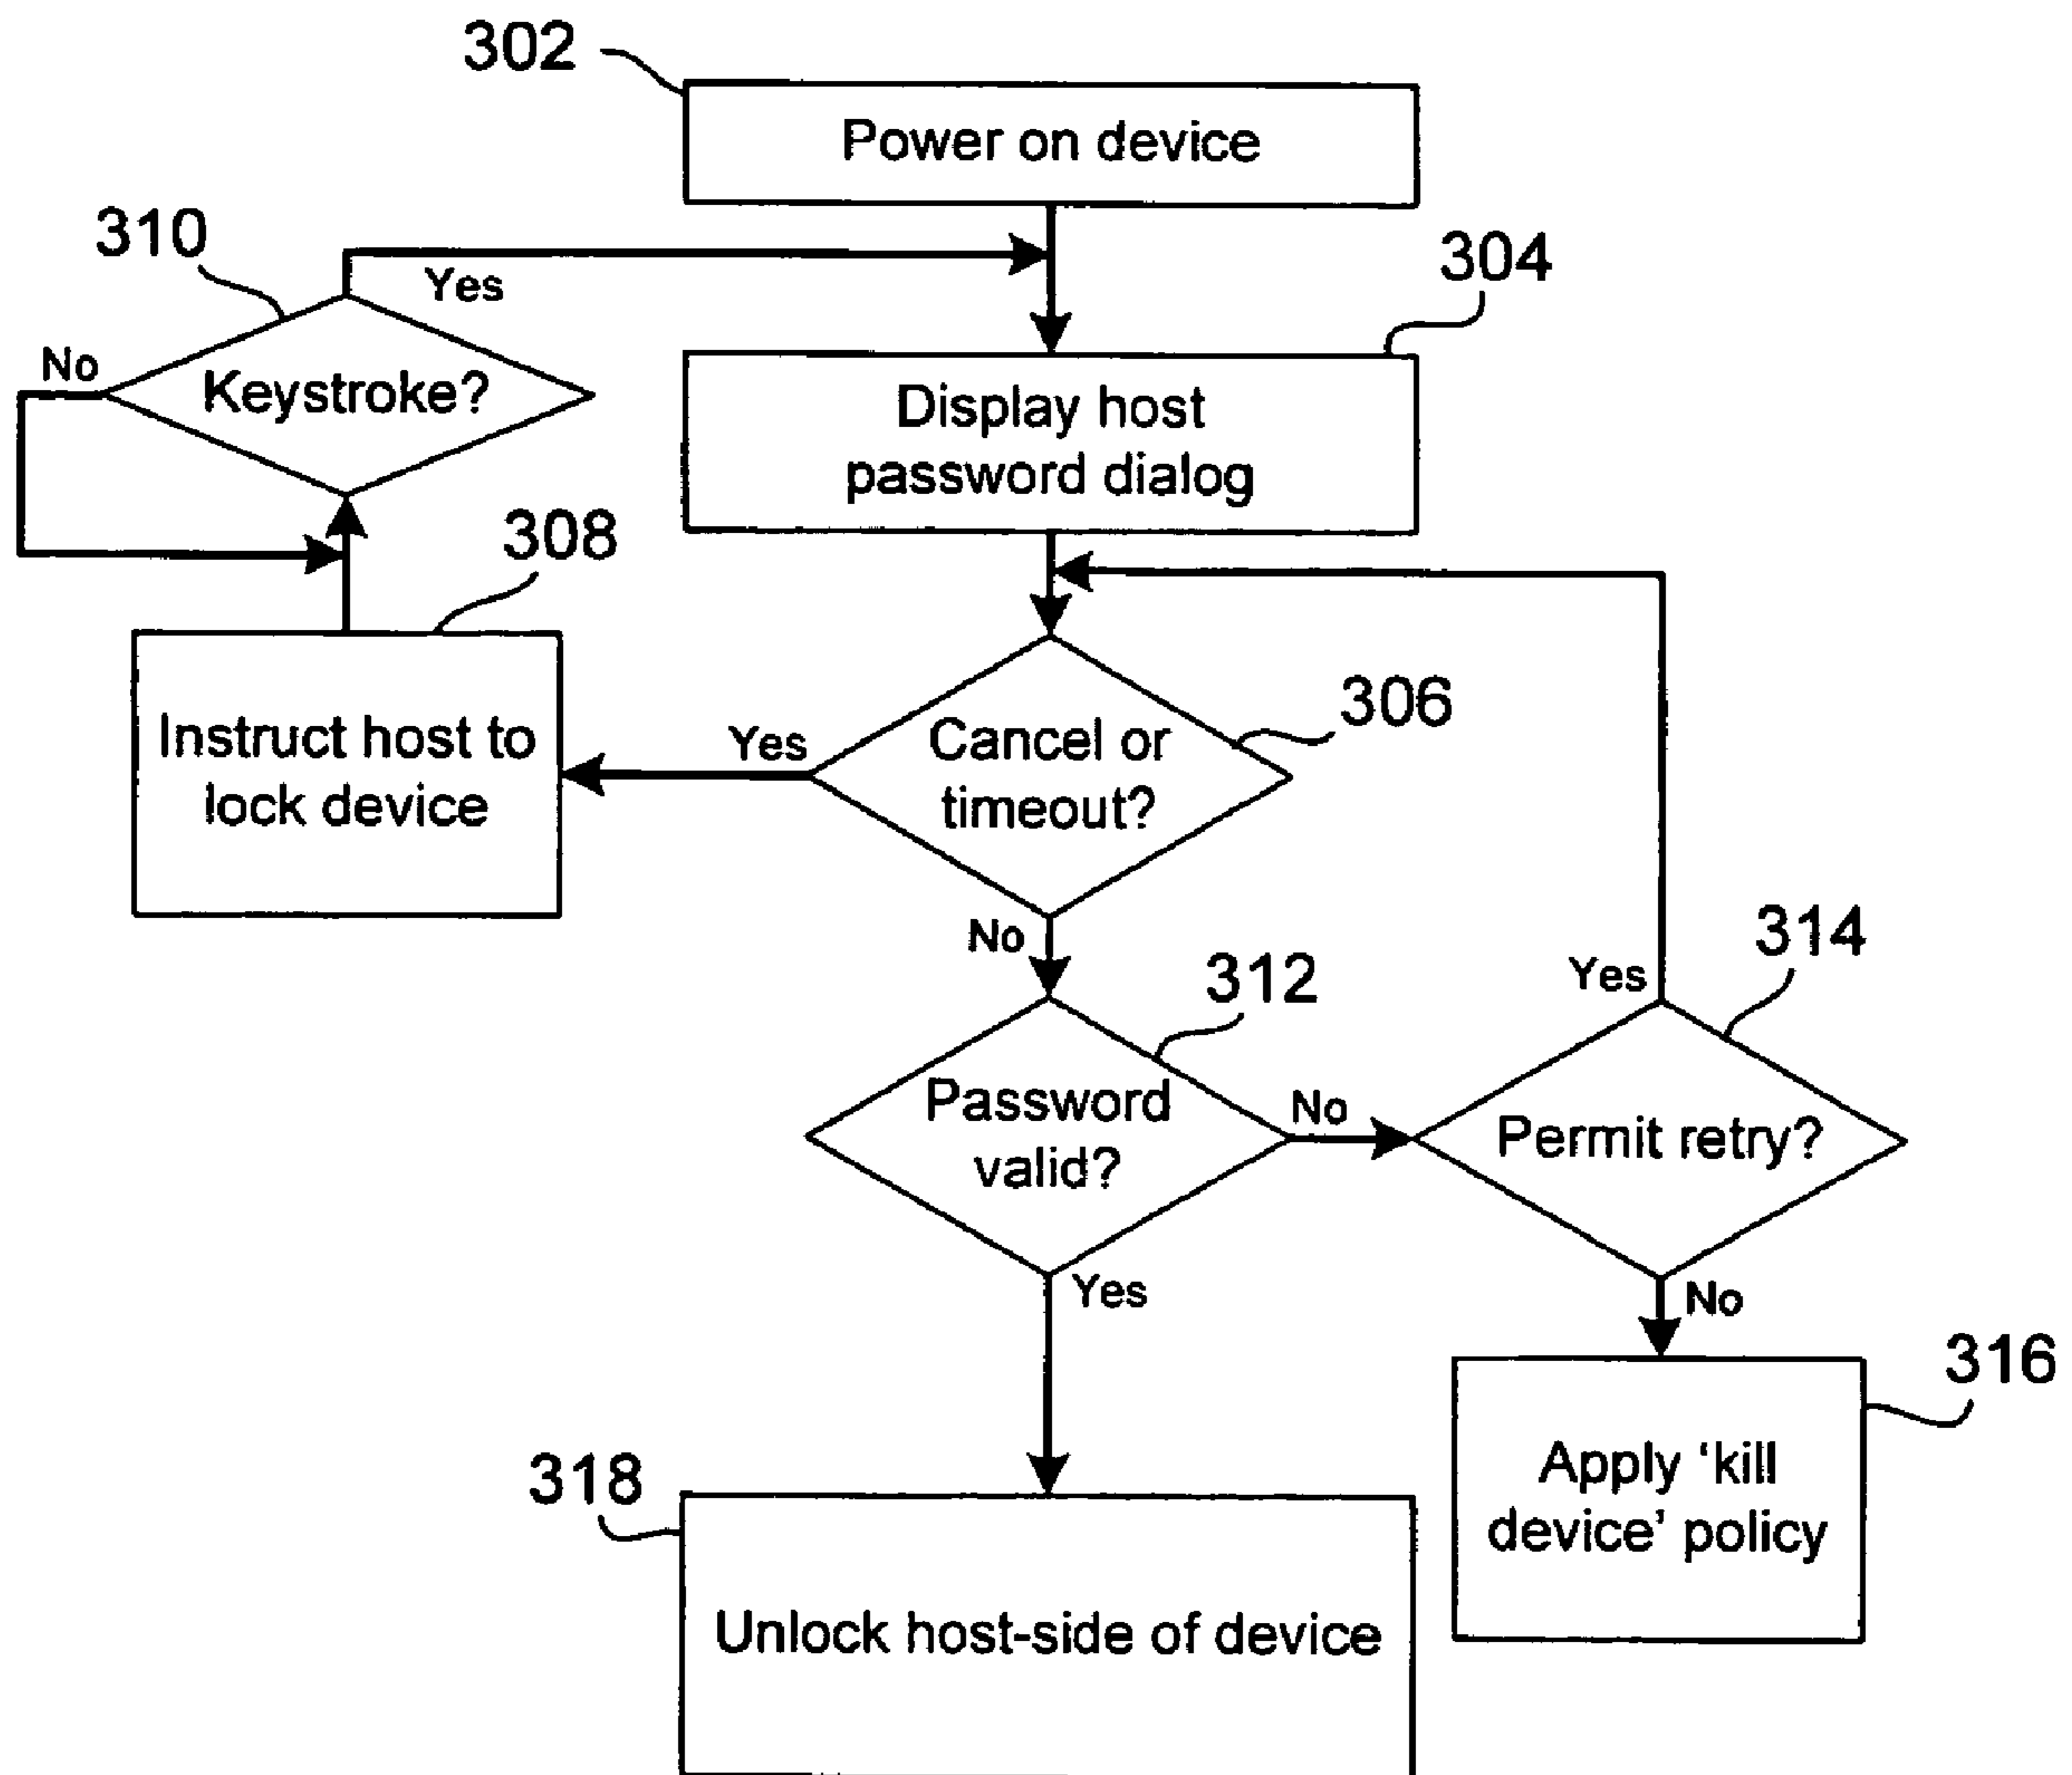 302
Power on device
310
Yes
304
No
Keystroke?
Display host
password dialog
308
306
Yes
Cancel or
timeout?
Instruct host to
lock device
No
314
312
Yes
Password
valid?
No
Permit retry?
Yes
No
316
318
Apply ‘kill
device’ policy
Unlock host-side of device